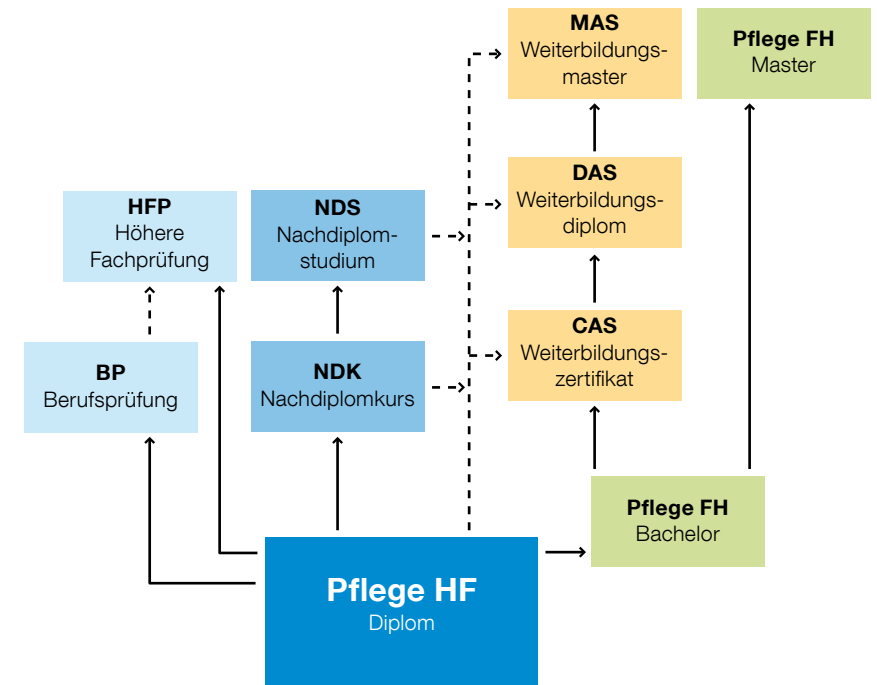 MAS
Weiterbildungs-
master
Pflege FH
Master
DAS
Weiterbildungs-
diplom
HFP
Höhere
Fachprüfung
NDS
Nachdiplom-
studium
CAS
Weiterbildungs-
zertifikat
BP
Berufsprüfung
NDK
Nachdiplomkurs
Pflege FH
Bachelor
Pflege HF
Diplom